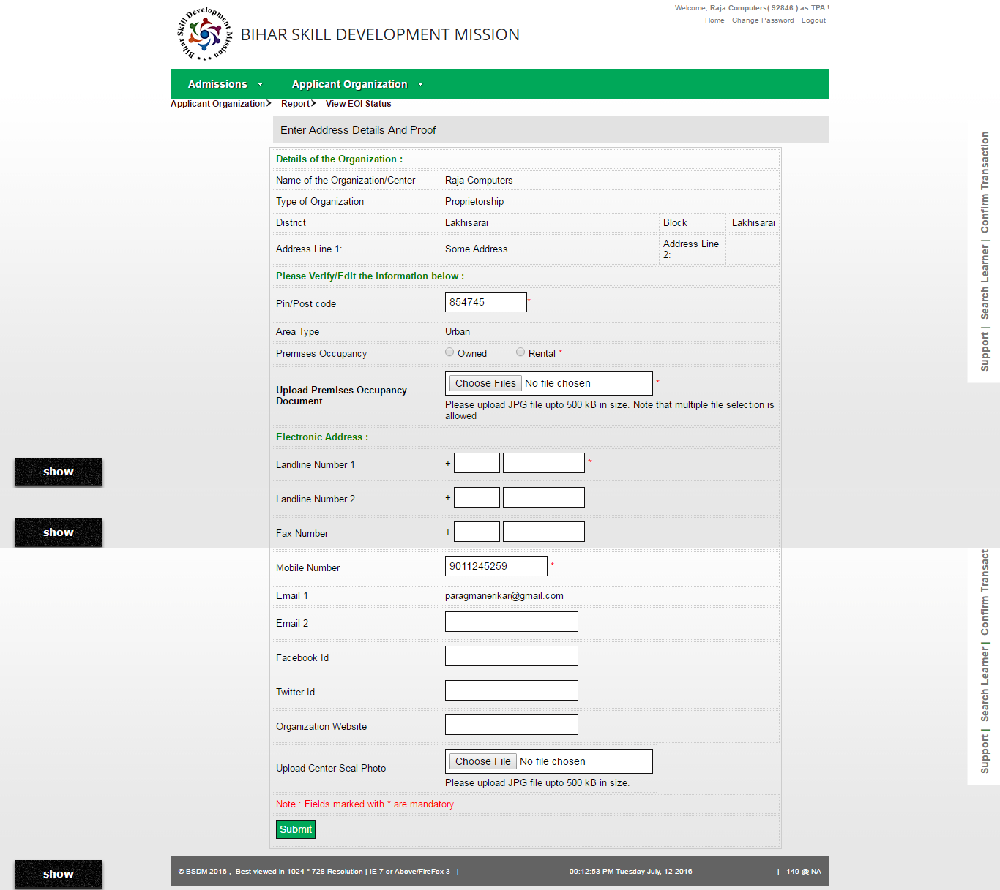 Welcome, Raja Computers( 92846 ) as TPA !
Home Change Password Logout
Bihar Skill Development Mission
BIHAR SKILL DEVELOPMENT MISSION
Admissions Applicant Organization
Applicant Organization Report View EOI Status
Enter Address Details And Proof
Details of the Organization :
Name of the Organization/Center Raja Computers
Type of Organization Proprietorship
District Lakhisarai Block Lakhisarai
Address Line 1: Some Address Address Line
2:
Please Verify/Edit the information below :
Pin/Post code 854745 *
Area Type Urban
Premises Occupancy Owned Rental *
Upload Premises Occupancy
Document
Choose Files No file chosen *
Please upload JPG file upto 500 kB in size. Note that multiple file selection is
allowed
Electronic Address :
Landline Number 1 + *
Landline Number 2 +
Fax Number +
Mobile Number 9011245259 *
Email 1 paragmanerikar@gmail.com
Email 2
Facebook Id
Twitter Id
Organization Website
Upload Center Seal Photo Choose File No file chosen
Please upload JPG file upto 500 kB in size.
Note : Fields marked with * are mandatory
Submit
show
show
show
Support | Search Learner | Confirm Transaction
Support | Search Learner | Confirm Transact
© BSDM 2016 , Best viewed in 1024 * 728 Resolution | IE 7 or Above/FireFox 3 | 09:12:53 PM Tuesday July, 12 2016 | 149 @ NA